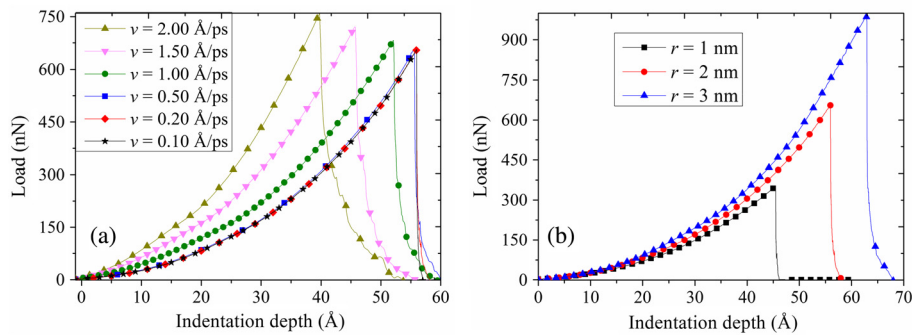 750
600
450
300
150
0
Load (nN)
v = 2.00 Å/ps
v = 1.50 Å/ps
v = 1.00 Å/ps
v = 0.50 Å/ps
v = 0.20 Å/ps
v = 0.10 Å/ps
(a)
0 10 20 30 40 50 60
Indentation depth (Å)
900
750
600
450
300
150
0
Load (nN)
r = 1 nm
r = 2 nm
r = 3 nm
(b)
0 10 20 30 40 50 60 70
Indentation depth (Å)